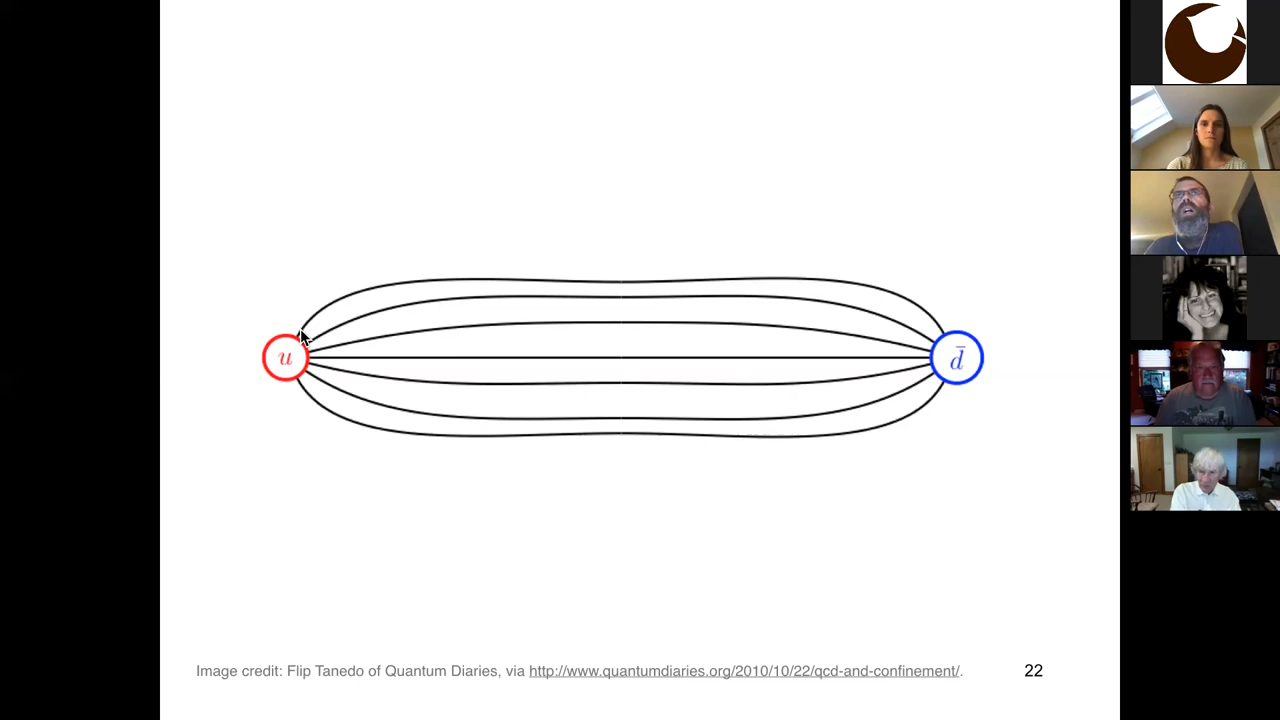 u
d̄
Image credit: Flip Tanedo of Quantum Diaries, via http://www.quantumdiaries.org/2010/10/22/qcd-and-confinement/.
22